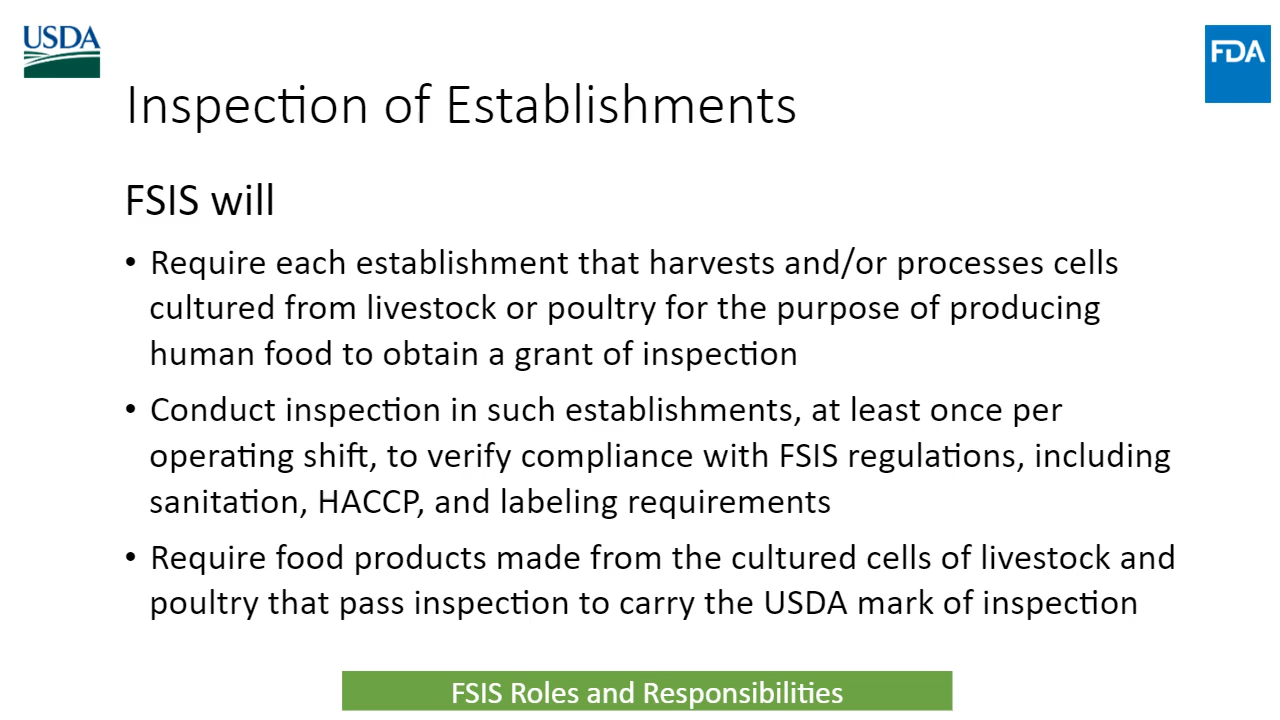 USDA
FDA
Inspection of Establishments
FSIS will
• Require each establishment that harvests and/or processes cells
cultured from livestock or poultry for the purpose of producing
human food to obtain a grant of inspection
• Conduct inspection in such establishments, at least once per
operating shift, to verify compliance with FSIS regulations, including
sanitation, HACCP, and labeling requirements
• Require food products made from the cultured cells of livestock and
poultry that pass inspection to carry the USDA mark of inspection
FSIS Roles and Responsibilities